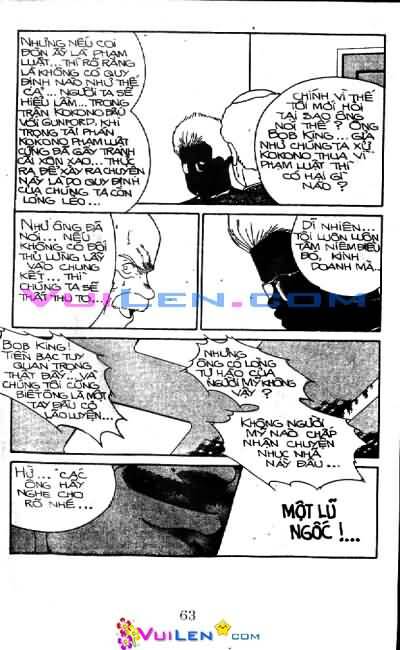 NHƯNG NẾU COI
ĐÒN ẤY LÀ PHẠM
LUẬT... THÌ RÕ RÀNG
LÀ KHÔNG CÓ QUY
ĐỊNH NÀO NHƯ THẾ
CẢ... NGƯỜI TA SẼ
HIỂU LẦM... TRONG
TRẬN KOKONO ĐẤU
VỚI GUNFORD, KHI
TRỌNG TÀI PHÁN
KOKONO PHẠM LUẬT
CŨNG ĐÃ GÂY TRANH
CÃI XÔN XAO... THỰC
RA ĐỂ XẢY RA CHUYỆN
NÀY LÀ DO QUY ĐỊNH
CỦA CHÚNG TA CÒN
LỎNG LẺO...
CHÍNH VÌ THẾ
TÔI MỚI HỎI
TẠI SAO ÔNG
NÓI THẾ? ÔNG
BOB KING!... GIẢ
NHƯ CHÚNG TA XỬ
KOKONO THUA VÌ
PHẠM LUẬT THÌ
CÓ HẠI GÌ
NÀO?
NHƯ ÔNG ĐÃ
NÓI... NẾU
KHÔNG CÓ ĐỐI
THỦ LỪNG LẪY
VÀO CHUNG
KẾT... THÌ
CHÚNG TA SẼ
THẤT THU TO...
DĨ NHIÊN...
TÔI LUÔN LUÔN
TÂM NIỆM ĐIỀU
ĐÓ, KINH
DOANH MÀ...
VUILEN.COM
BOB KING!
TIỀN BẠC TUY
QUAN TRỌNG
THẬT ĐẤY... VÀ
CHÚNG TÔI CŨNG
BIẾT ÔNG LÀ MỘT
TAY ĐẦU CƠ
LÃO LUYỆN...
NHƯNG
ÔNG CÓ LÒNG
TỰ HÀO CỦA
NGƯỜI MỸ KHÔNG
VẬY?
KHÔNG NGƯỜI
MỸ NÀO CHẤP
NHẬN CHUYỆN
NHỤC NHÃ
NÀY ĐÂU...
HỪ... CÁC
ÔNG HÃY
NGHE CHO
RÕ NHÉ...
MỘT LŨ
NGỐC!...
63
VUILEN.COM